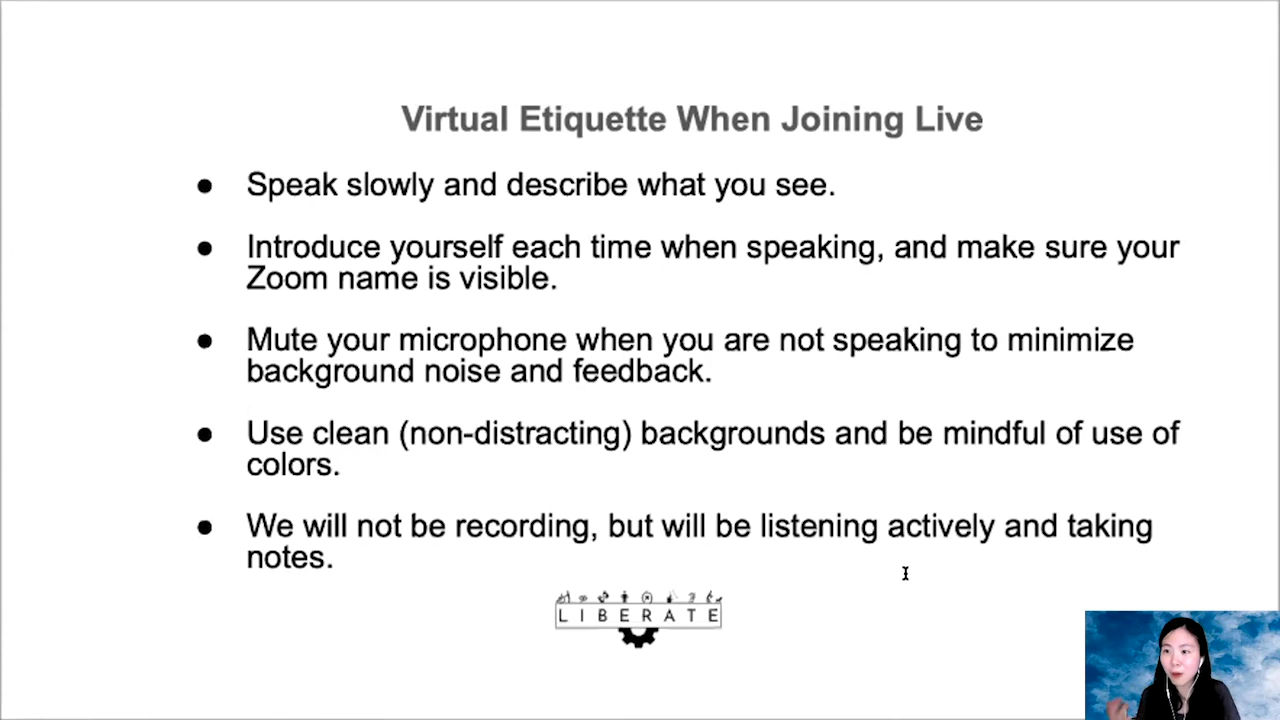 Virtual Etiquette When Joining Live
● Speak slowly and describe what you see.
● Introduce yourself each time when speaking, and make sure your
Zoom name is visible.
● Mute your microphone when you are not speaking to minimize
background noise and feedback.
● Use clean (non-distracting) backgrounds and be mindful of use of
colors.
● We will not be recording, but will be listening actively and taking
notes.
LIBERATE